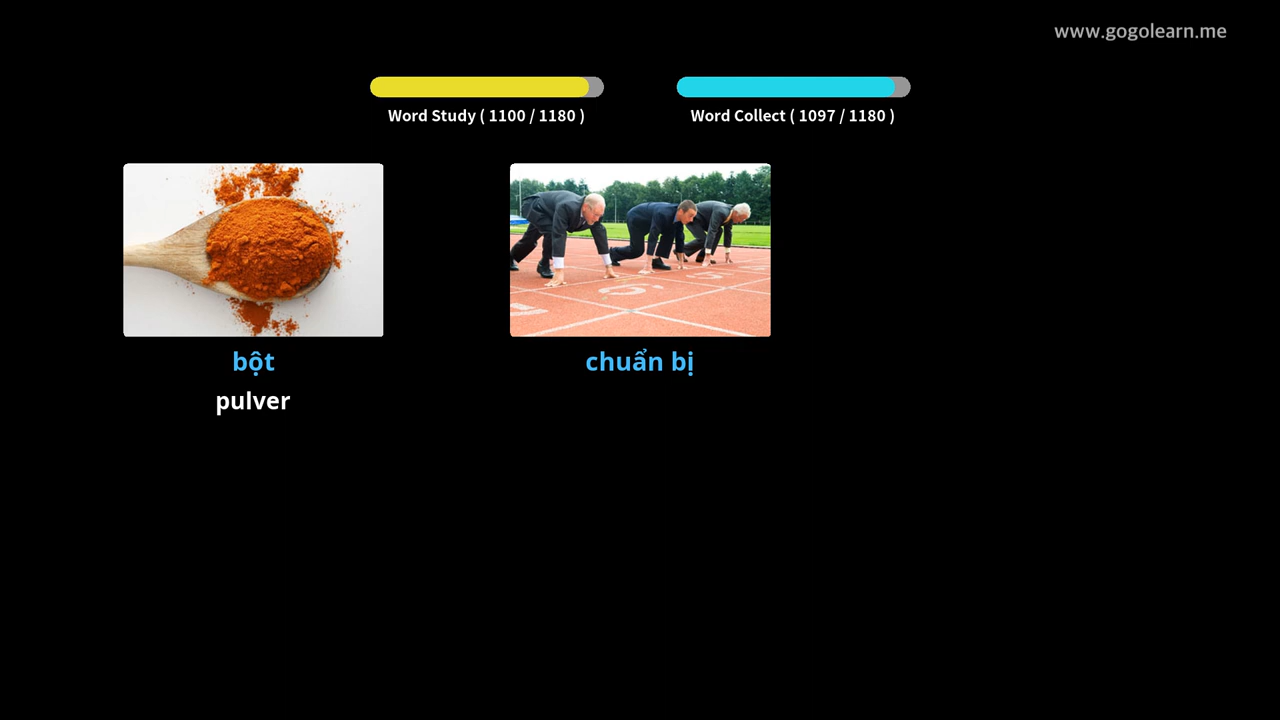 www.gogolearn.me
Word Study ( 1100 / 1180 )
Word Collect ( 1097 / 1180 )
bột
chuẩn bị
pulver